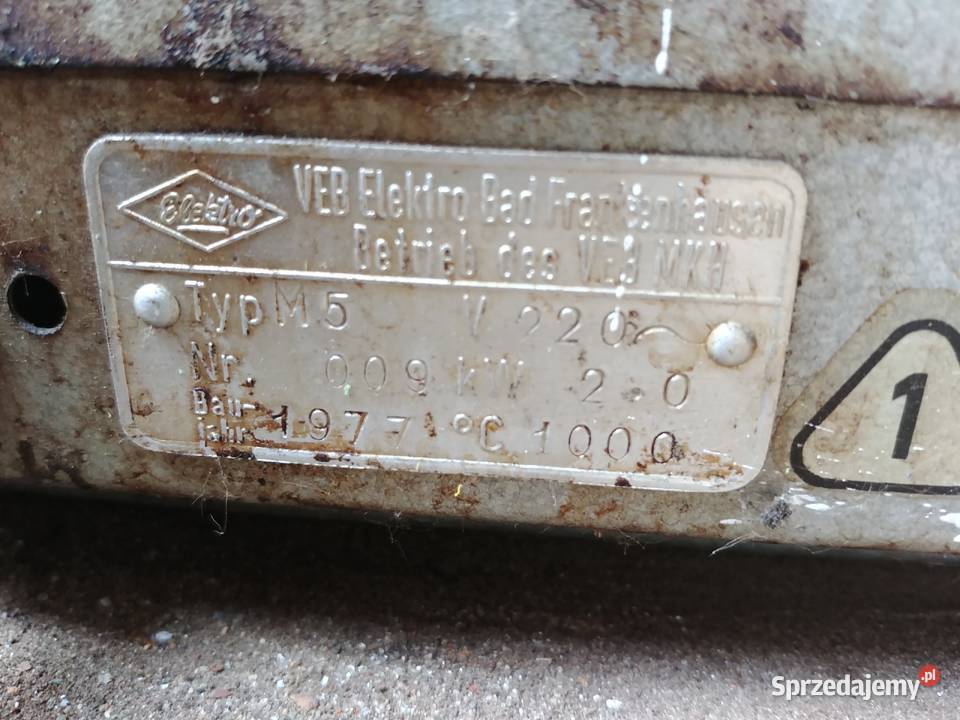 Elektro
VEB Elektro Bad Frankenhausen
Betrieb des VEB MKH
Typ M5 V 220~
Nr. 009 kW 2.0
Bau-
jahr 1977 °C 1000
1
Sprzedajemy.pl